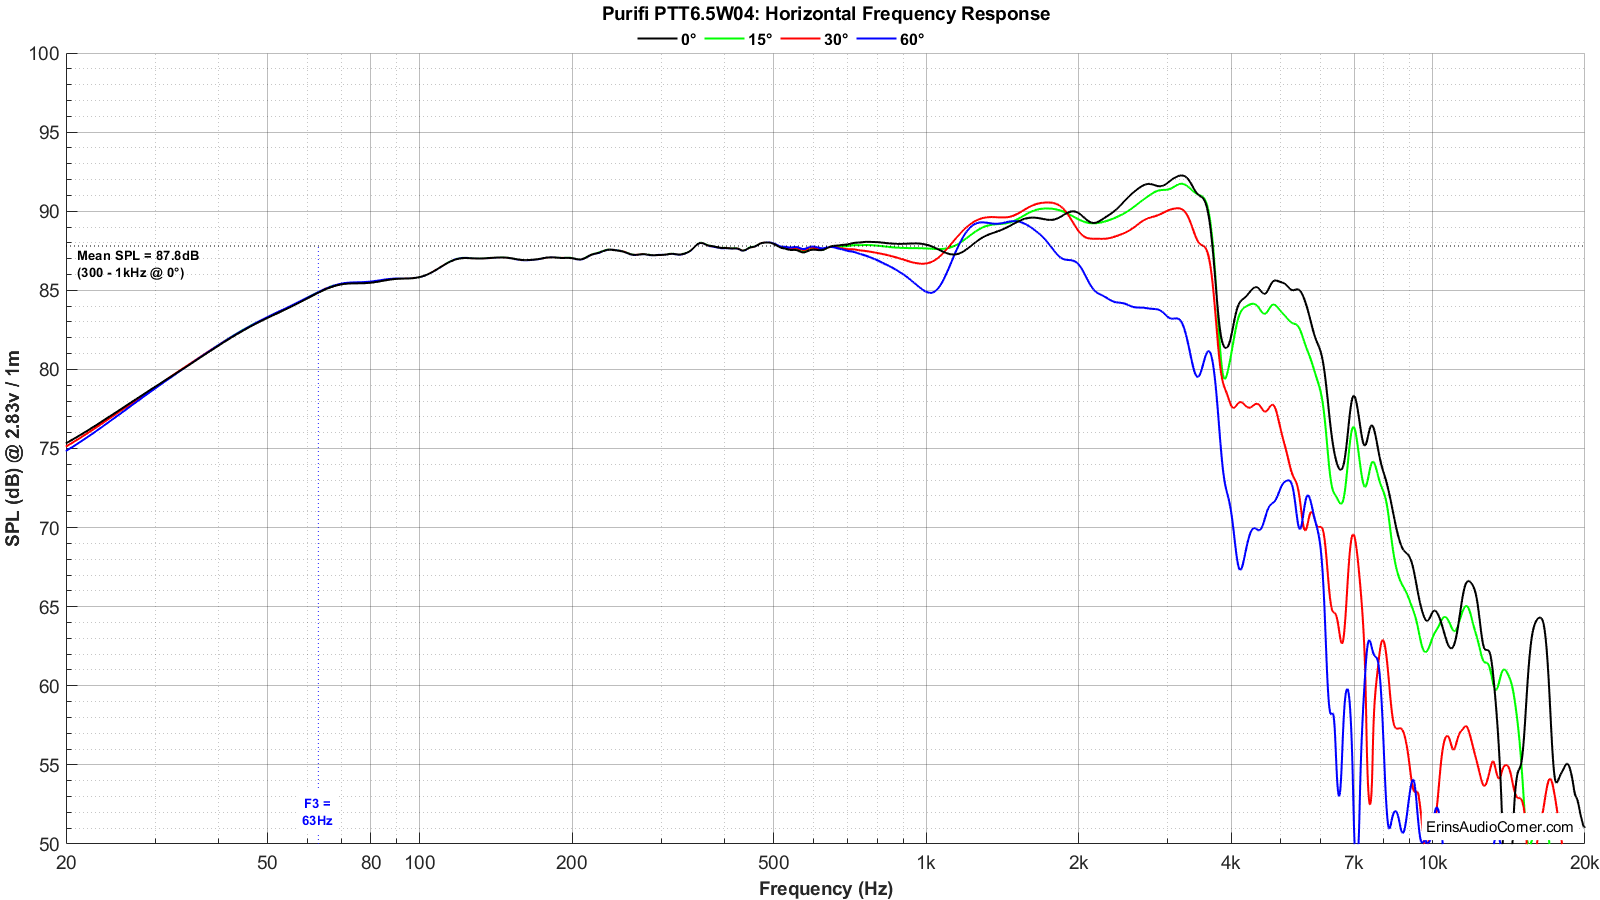 Purifi PTT6.5W04: Horizontal Frequency Response
0° 15° 30° 60°
100
95
90
85
80
75
70
65
60
55
50
SPL (dB) @ 2.83v / 1m
Mean SPL = 87.8dB
(300 - 1kHz @ 0°)
F3 =
63Hz
ErinsAudioCorner.com
20 50 80 100 200 500 1k 2k 4k 7k 10k 20k
Frequency (Hz)